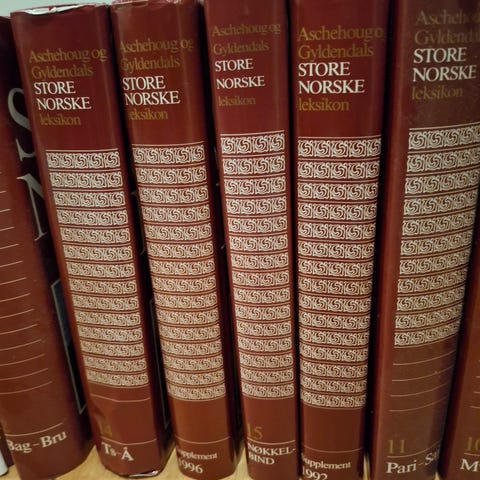 Bag-Bru
Aschehoug og
Gyldendals
STORE
NORSKE
leksikon
14
Ts-Å
Aschehoug og
Gyldendals
STORE
NORSKE
leksikon
Supplement
1996
Aschehoug og
Gyldendals
STORE
NORSKE
leksikon
15
NØKKEL-
BIND
Aschehoug og
Gyldendals
STORE
NORSKE
leksikon
Supplement
1992
Aschehoug og
Gyldendals
STORE
NORSKE
leksikon
11